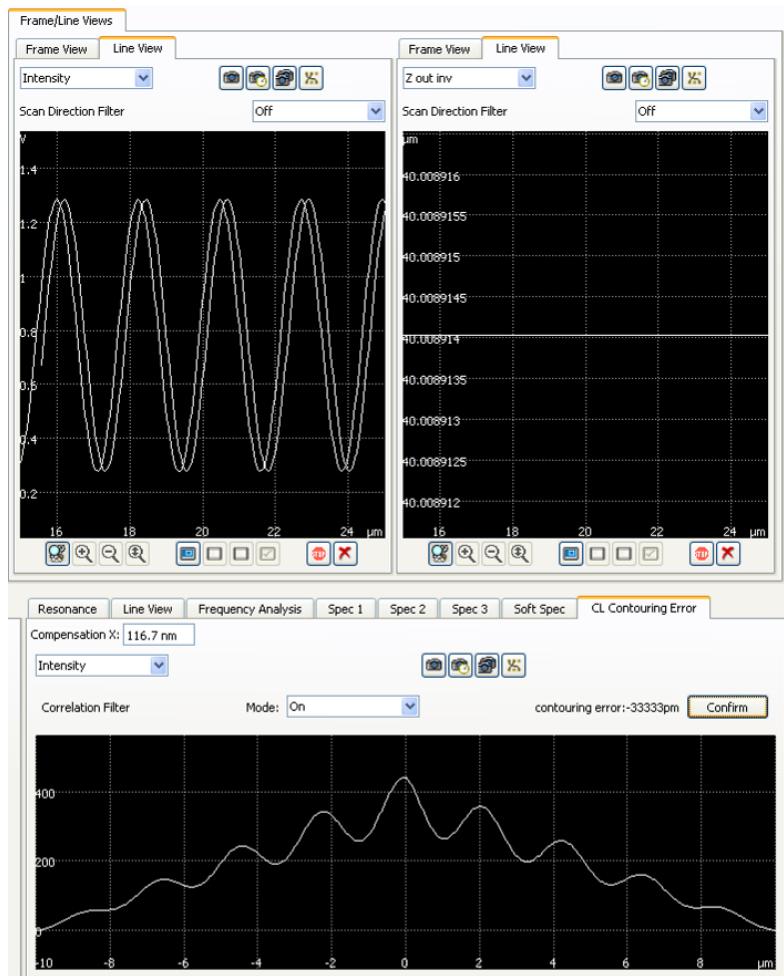 Frame/Line Views
Frame View Line View
Intensity
Scan Direction Filter Off
V
1.4
1.2
1
0.8
0.6
0.4
0.2
16 18 20 22 24 µm
Frame View Line View
Z out inv
Scan Direction Filter Off
µm
40.008916
40.0089155
40.008915
40.0089145
40.008914
40.0089135
40.008913
40.0089125
40.008912
16 18 20 22 24 µm
Resonance Line View Frequency Analysis Spec 1 Spec 2 Spec 3 Soft Spec CL Contouring Error
Compensation X: 116.7 nm
Intensity
Correlation Filter Mode: On contouring error:-33333pm Confirm
400
200
0
-10 -8 -6 -4 -2 0 2 4 6 8 µm